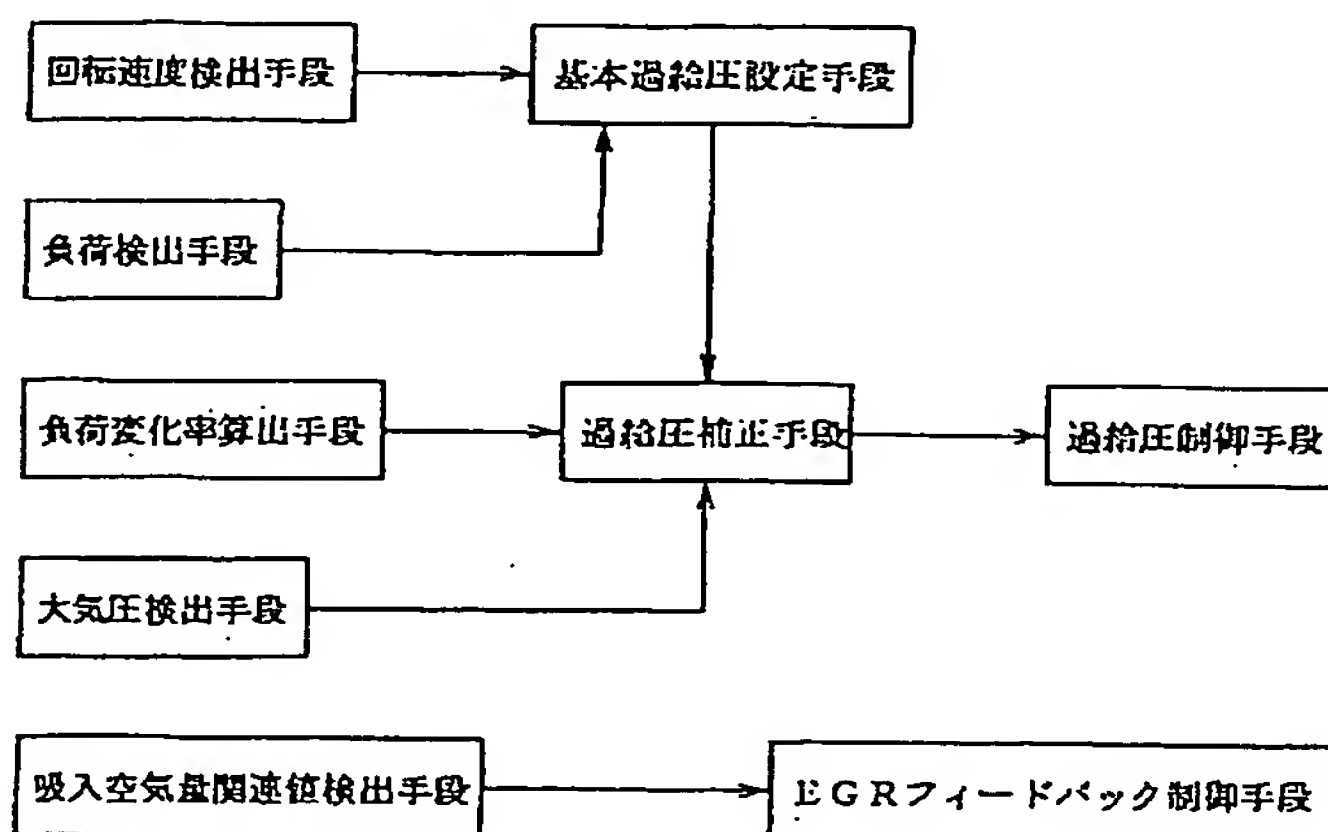 回転速度検出手段
基本過給圧設定手段
負荷検出手段
負荷変化率算出手段
過給圧補正手段
過給圧制御手段
大気圧検出手段
吸入空気量関連値検出手段
EGRフィードバック制御手段